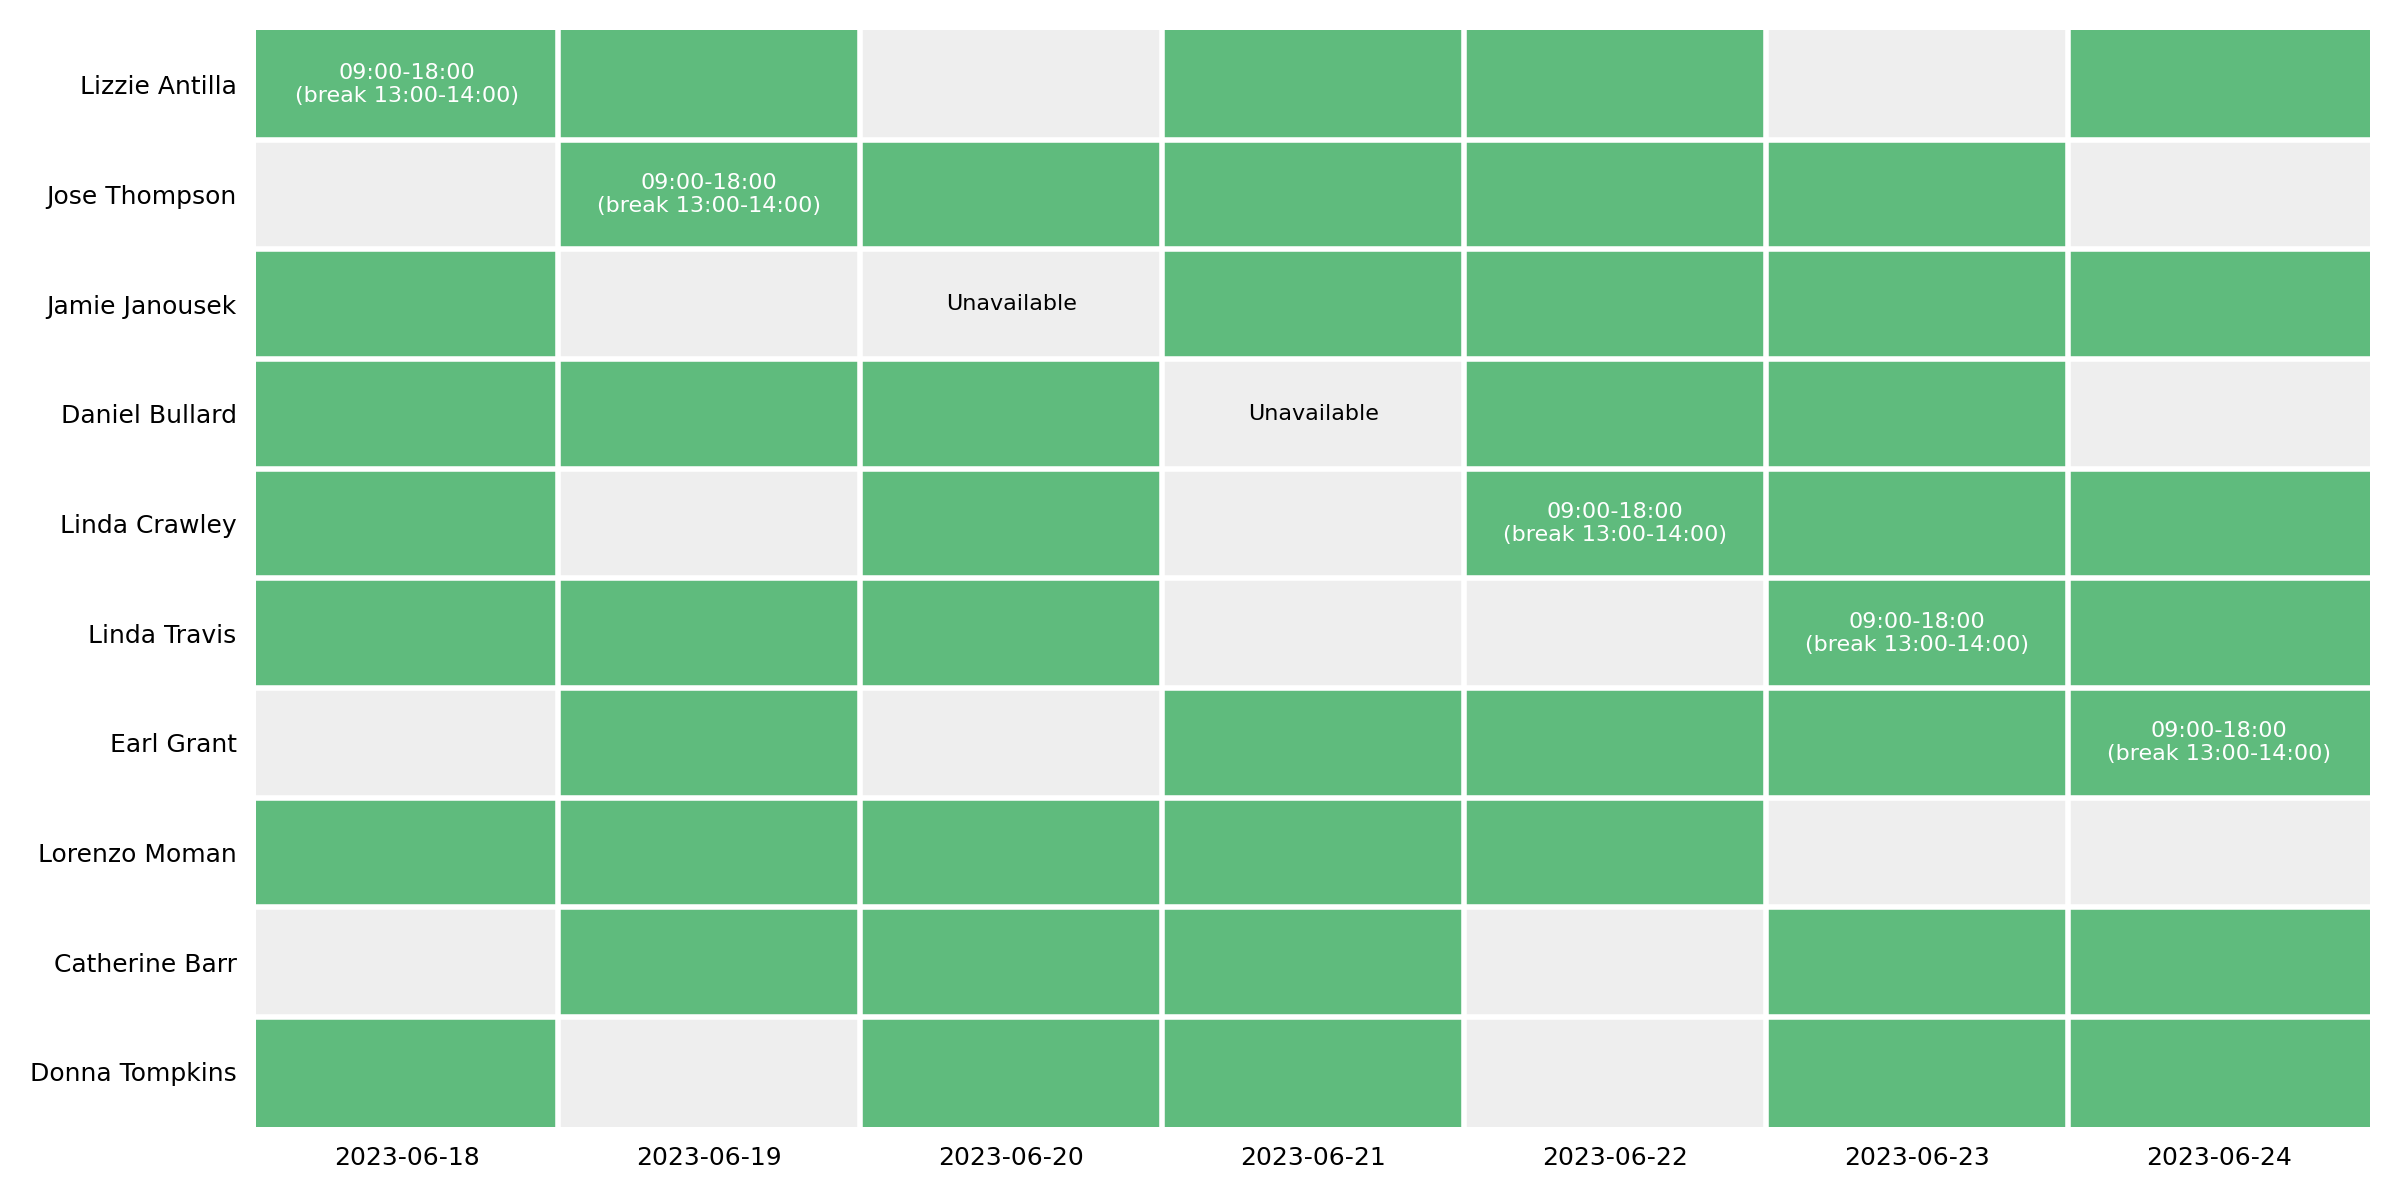 Lizzie Antilla
09:00-18:00
(break 13:00-14:00)
Jose Thompson
09:00-18:00
(break 13:00-14:00)
Jamie Janousek
Unavailable
Daniel Bullard
Unavailable
Linda Crawley
09:00-18:00
(break 13:00-14:00)
Linda Travis
09:00-18:00
(break 13:00-14:00)
Earl Grant
09:00-18:00
(break 13:00-14:00)
Lorenzo Moman
Catherine Barr
Donna Tompkins
2023-06-18 2023-06-19 2023-06-20 2023-06-21 2023-06-22 2023-06-23 2023-06-24